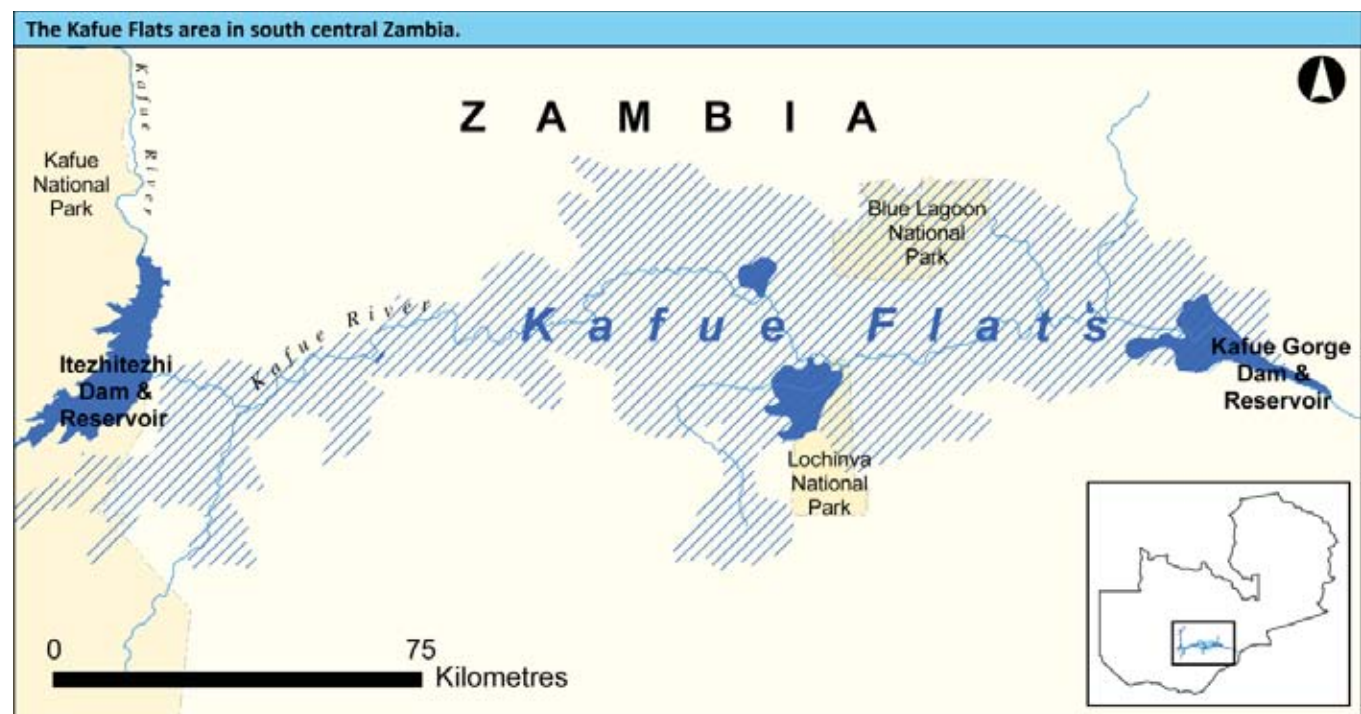 The Kafue Flats area in south central Zambia.
Kafue River
ZAMBIA
Kafue
National
Park
Blue Lagoon
National
Park
Kafue River
Kafue Flats
Itezhitezhi
Dam &
Reservoir
Kafue Gorge
Dam &
Reservoir
Lochinva
National
Park
0 75
Kilometres